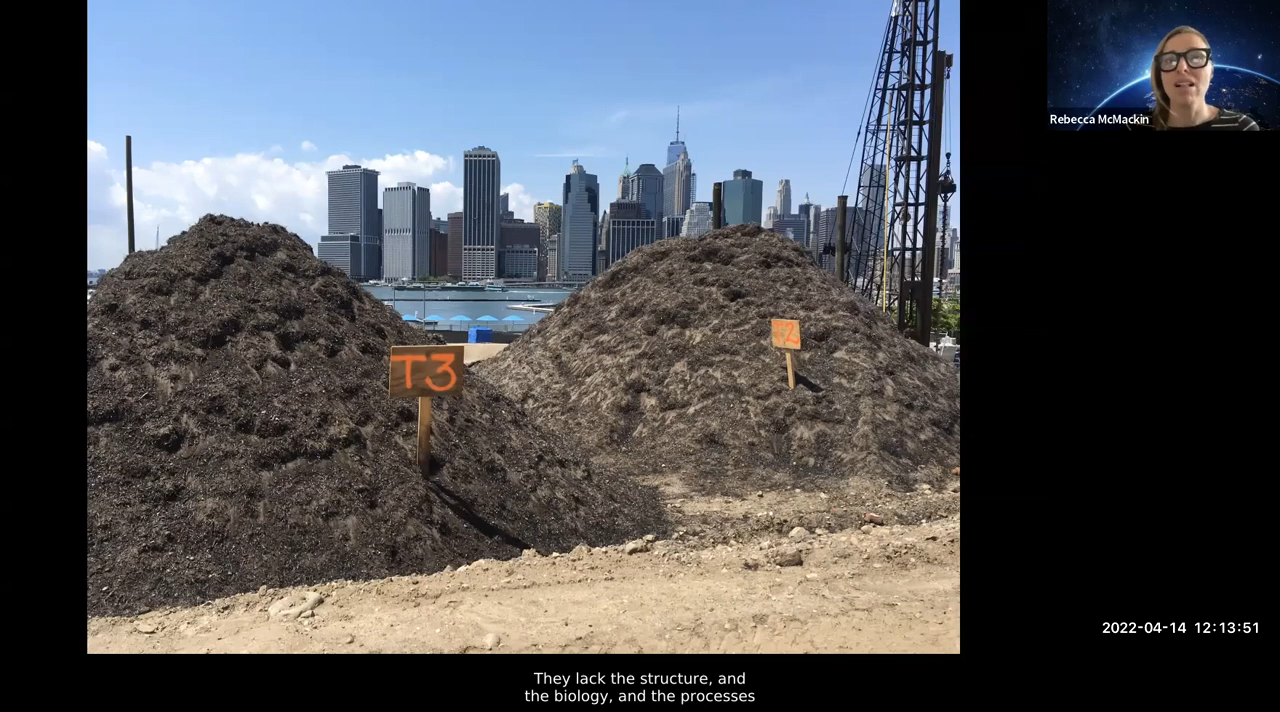 Rebecca McMackin
T3
T2
2022-04-14 12:13:51
They lack the structure, and
the biology, and the processes